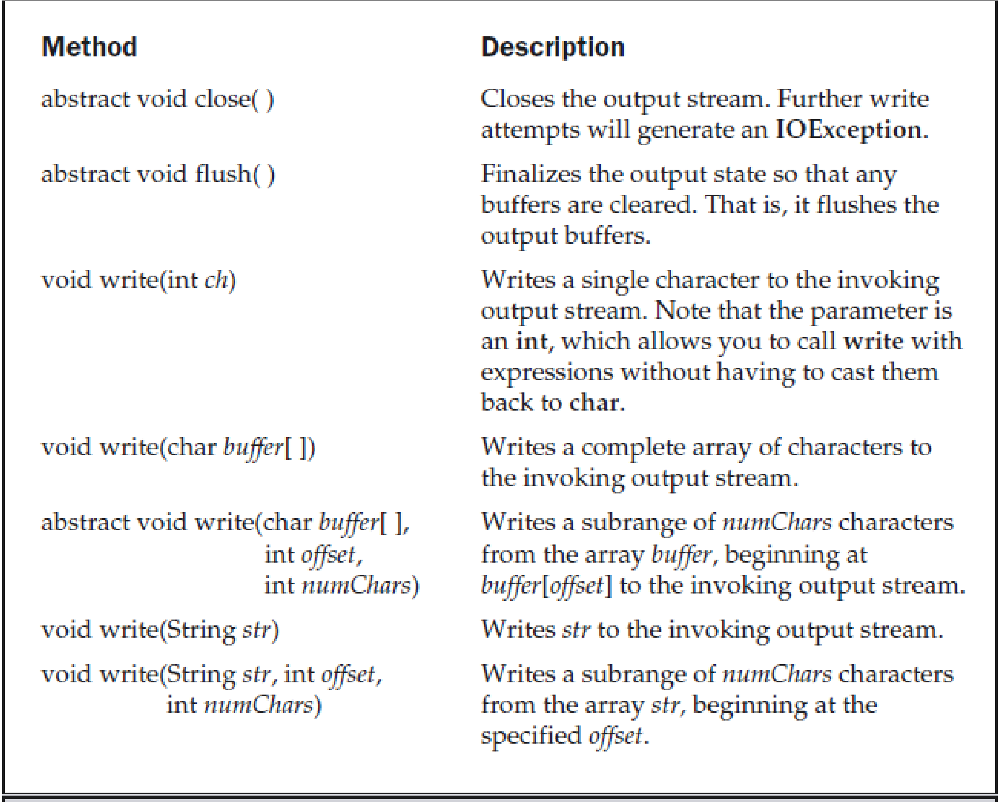 Method Description
abstract void close( ) Closes the output stream. Further write
attempts will generate an IOException.
abstract void flush( ) Finalizes the output state so that any
buffers are cleared. That is, it flushes the
output buffers.
void write(int ch) Writes a single character to the invoking
output stream. Note that the parameter is
an int, which allows you to call write with
expressions without having to cast them
back to char.
void write(char buffer[ ]) Writes a complete array of characters to
the invoking output stream.
abstract void write(char buffer[ ], Writes a subrange of numChars characters
int offset, from the array buffer, beginning at
int numChars) buffer[offset] to the invoking output stream.
void write(String str) Writes str to the invoking output stream.
void write(String str, int offset, Writes a subrange of numChars characters
int numChars) from the array str, beginning at the
specified offset.